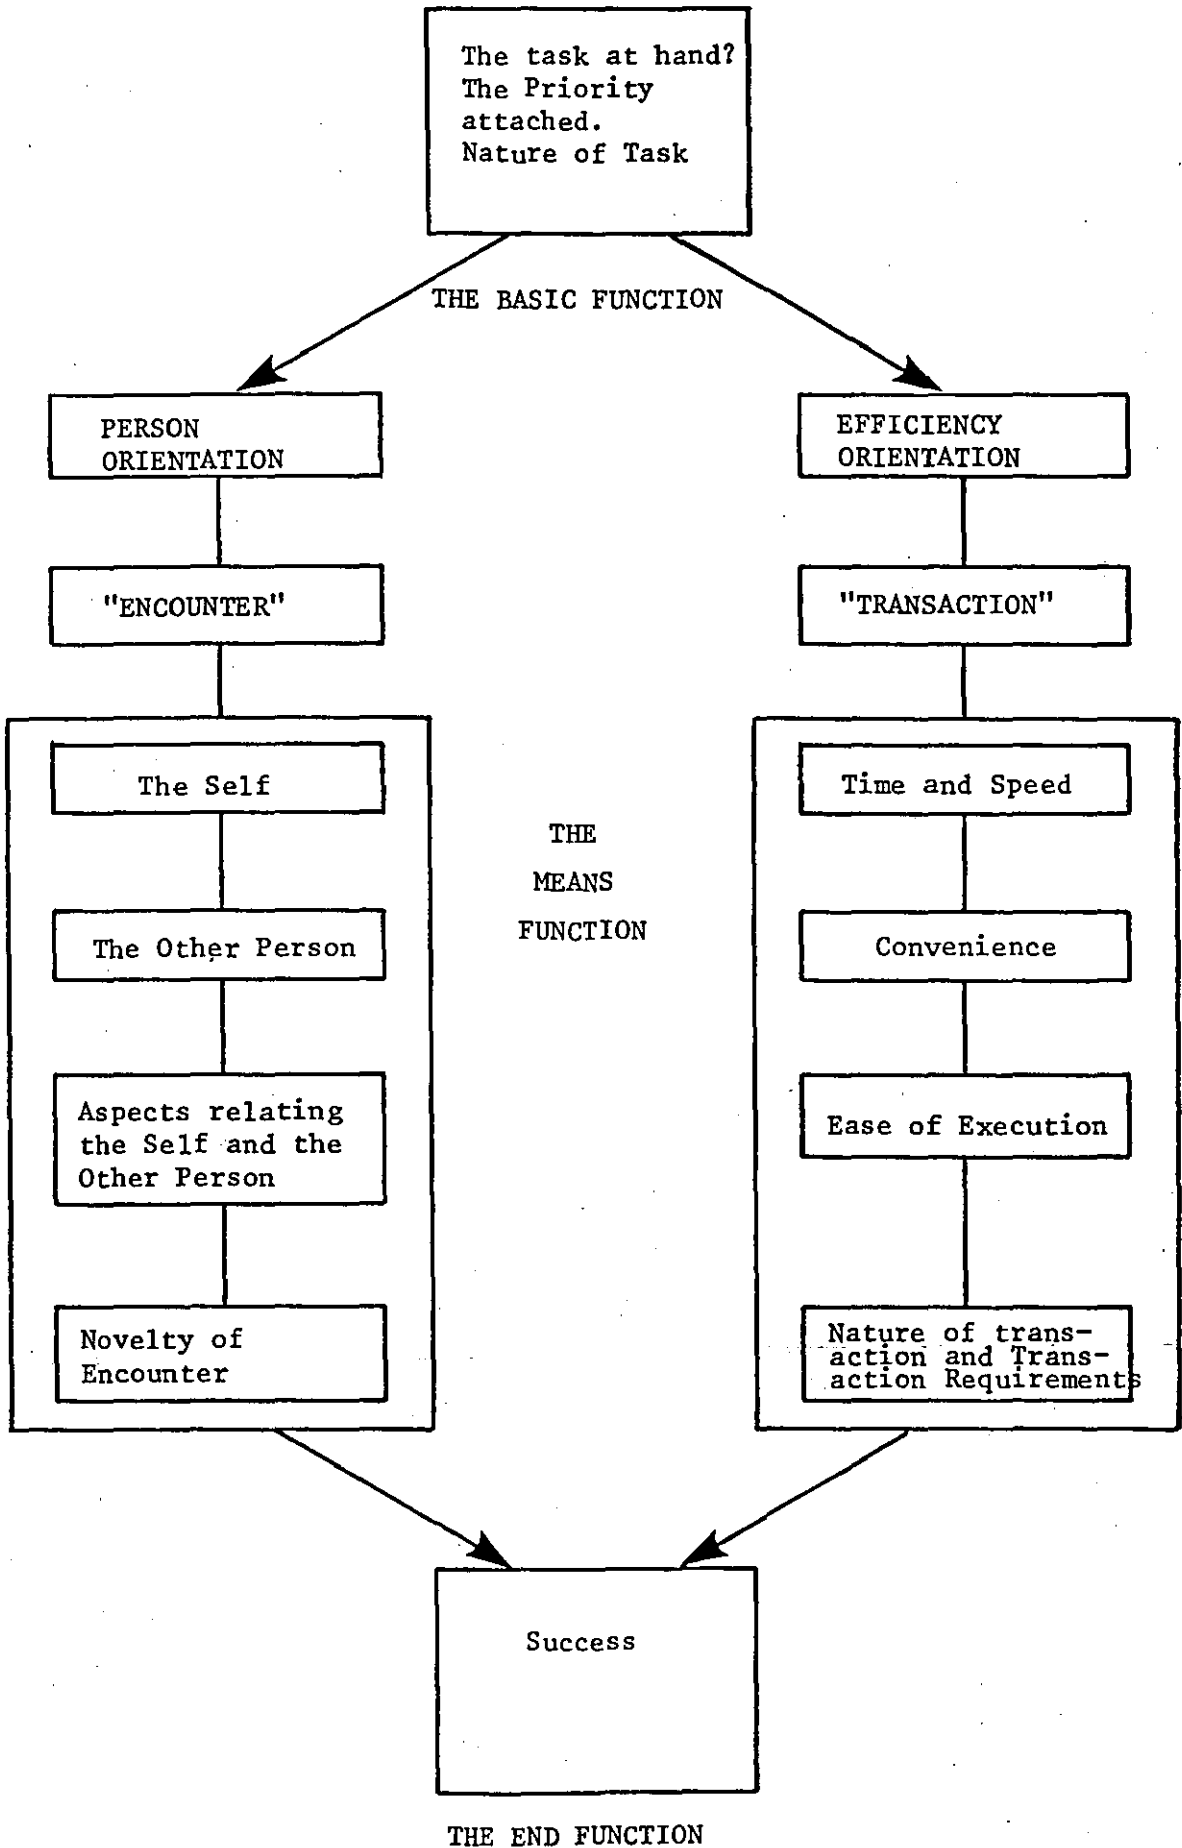 The task at hand?
The Priority
attached.
Nature of Task
THE BASIC FUNCTION
PERSON
ORIENTATION
"ENCOUNTER"
The Self
The Other Person
Aspects relating
the Self and the
Other Person
Novelty of
Encounter
THE
MEANS
FUNCTION
EFFICIENCY
ORIENTATION
"TRANSACTION"
Time and Speed
Convenience
Ease of Execution
Nature of trans-
action and Trans-
action Requirements
Success
THE END FUNCTION